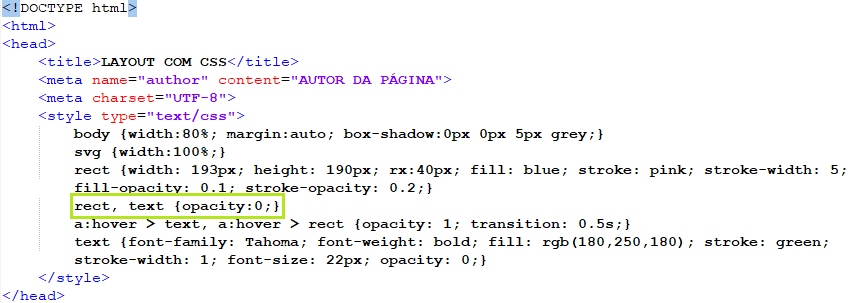 <!DOCTYPE html>
<html>
<head>
<title>LAYOUT COM CSS</title>
<meta name="author" content="AUTOR DA PÁGINA">
<meta charset="UTF-8">
<style type="text/css">
body {width:80%; margin:auto; box-shadow:0px 0px 5px grey;}
svg {width:100%;}
rect {width: 193px; height: 190px; rx:40px; fill: blue; stroke: pink; stroke-width: 5;
fill-opacity: 0.1; stroke-opacity: 0.2;}
rect, text {opacity:0;}
a:hover > text, a:hover > rect {opacity: 1; transition: 0.5s;}
text {font-family: Tahoma; font-weight: bold; fill: rgb(180,250,180); stroke: green;
stroke-width: 1; font-size: 22px; opacity: 0;}
</style>
</head>